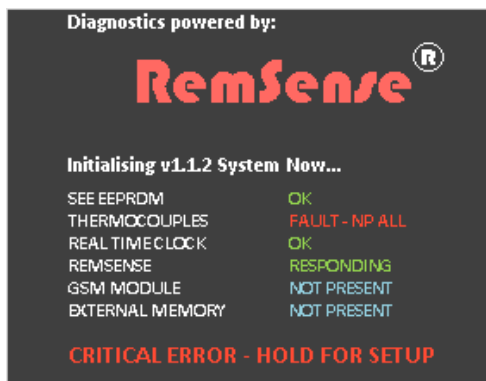 Diagnostics powered by:
RemSense®
Initialising v1.1.2 System Now...
SEE EEPROM OK
THERMOCOUPLES FAULT - NP ALL
REAL TIME CLOCK OK
REMSENSE RESPONDING
GSM MODULE NOT PRESENT
EXTERNAL MEMORY NOT PRESENT
CRITICAL ERROR - HOLD FOR SETUP